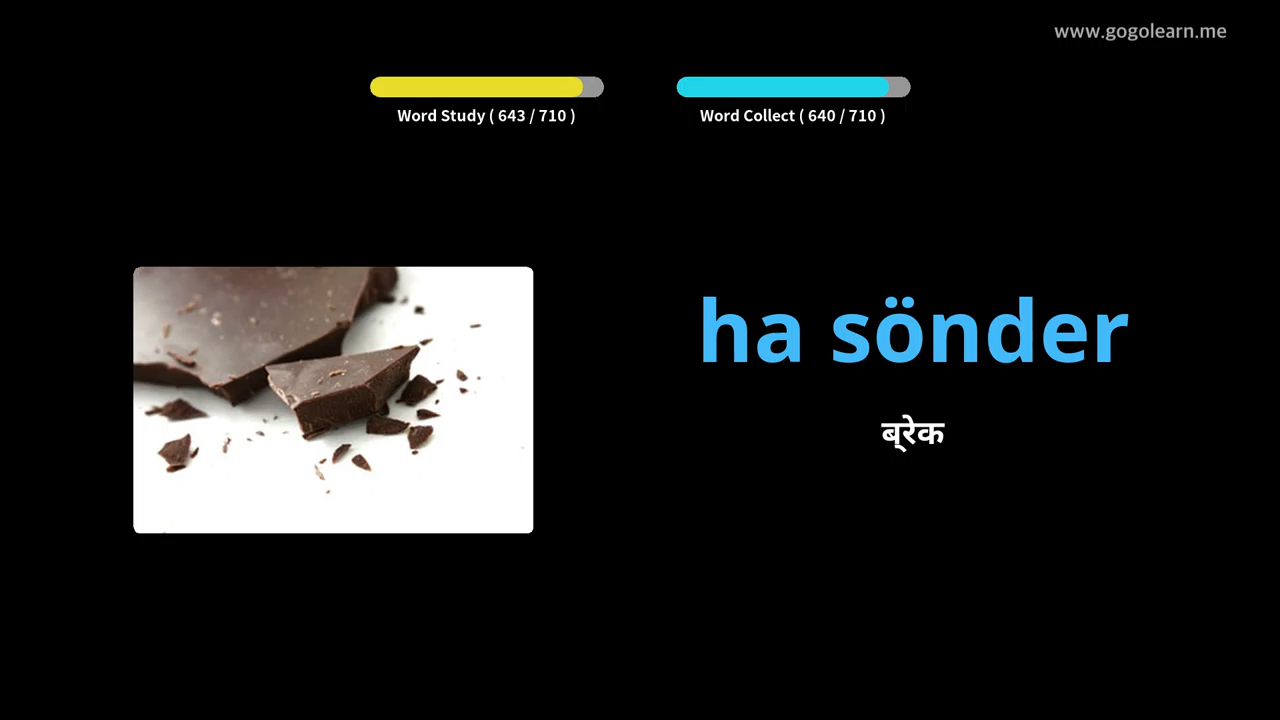 www.gogolearn.me
Word Study ( 643 / 710 )
Word Collect ( 640 / 710 )
ha sönder
ब्रेक